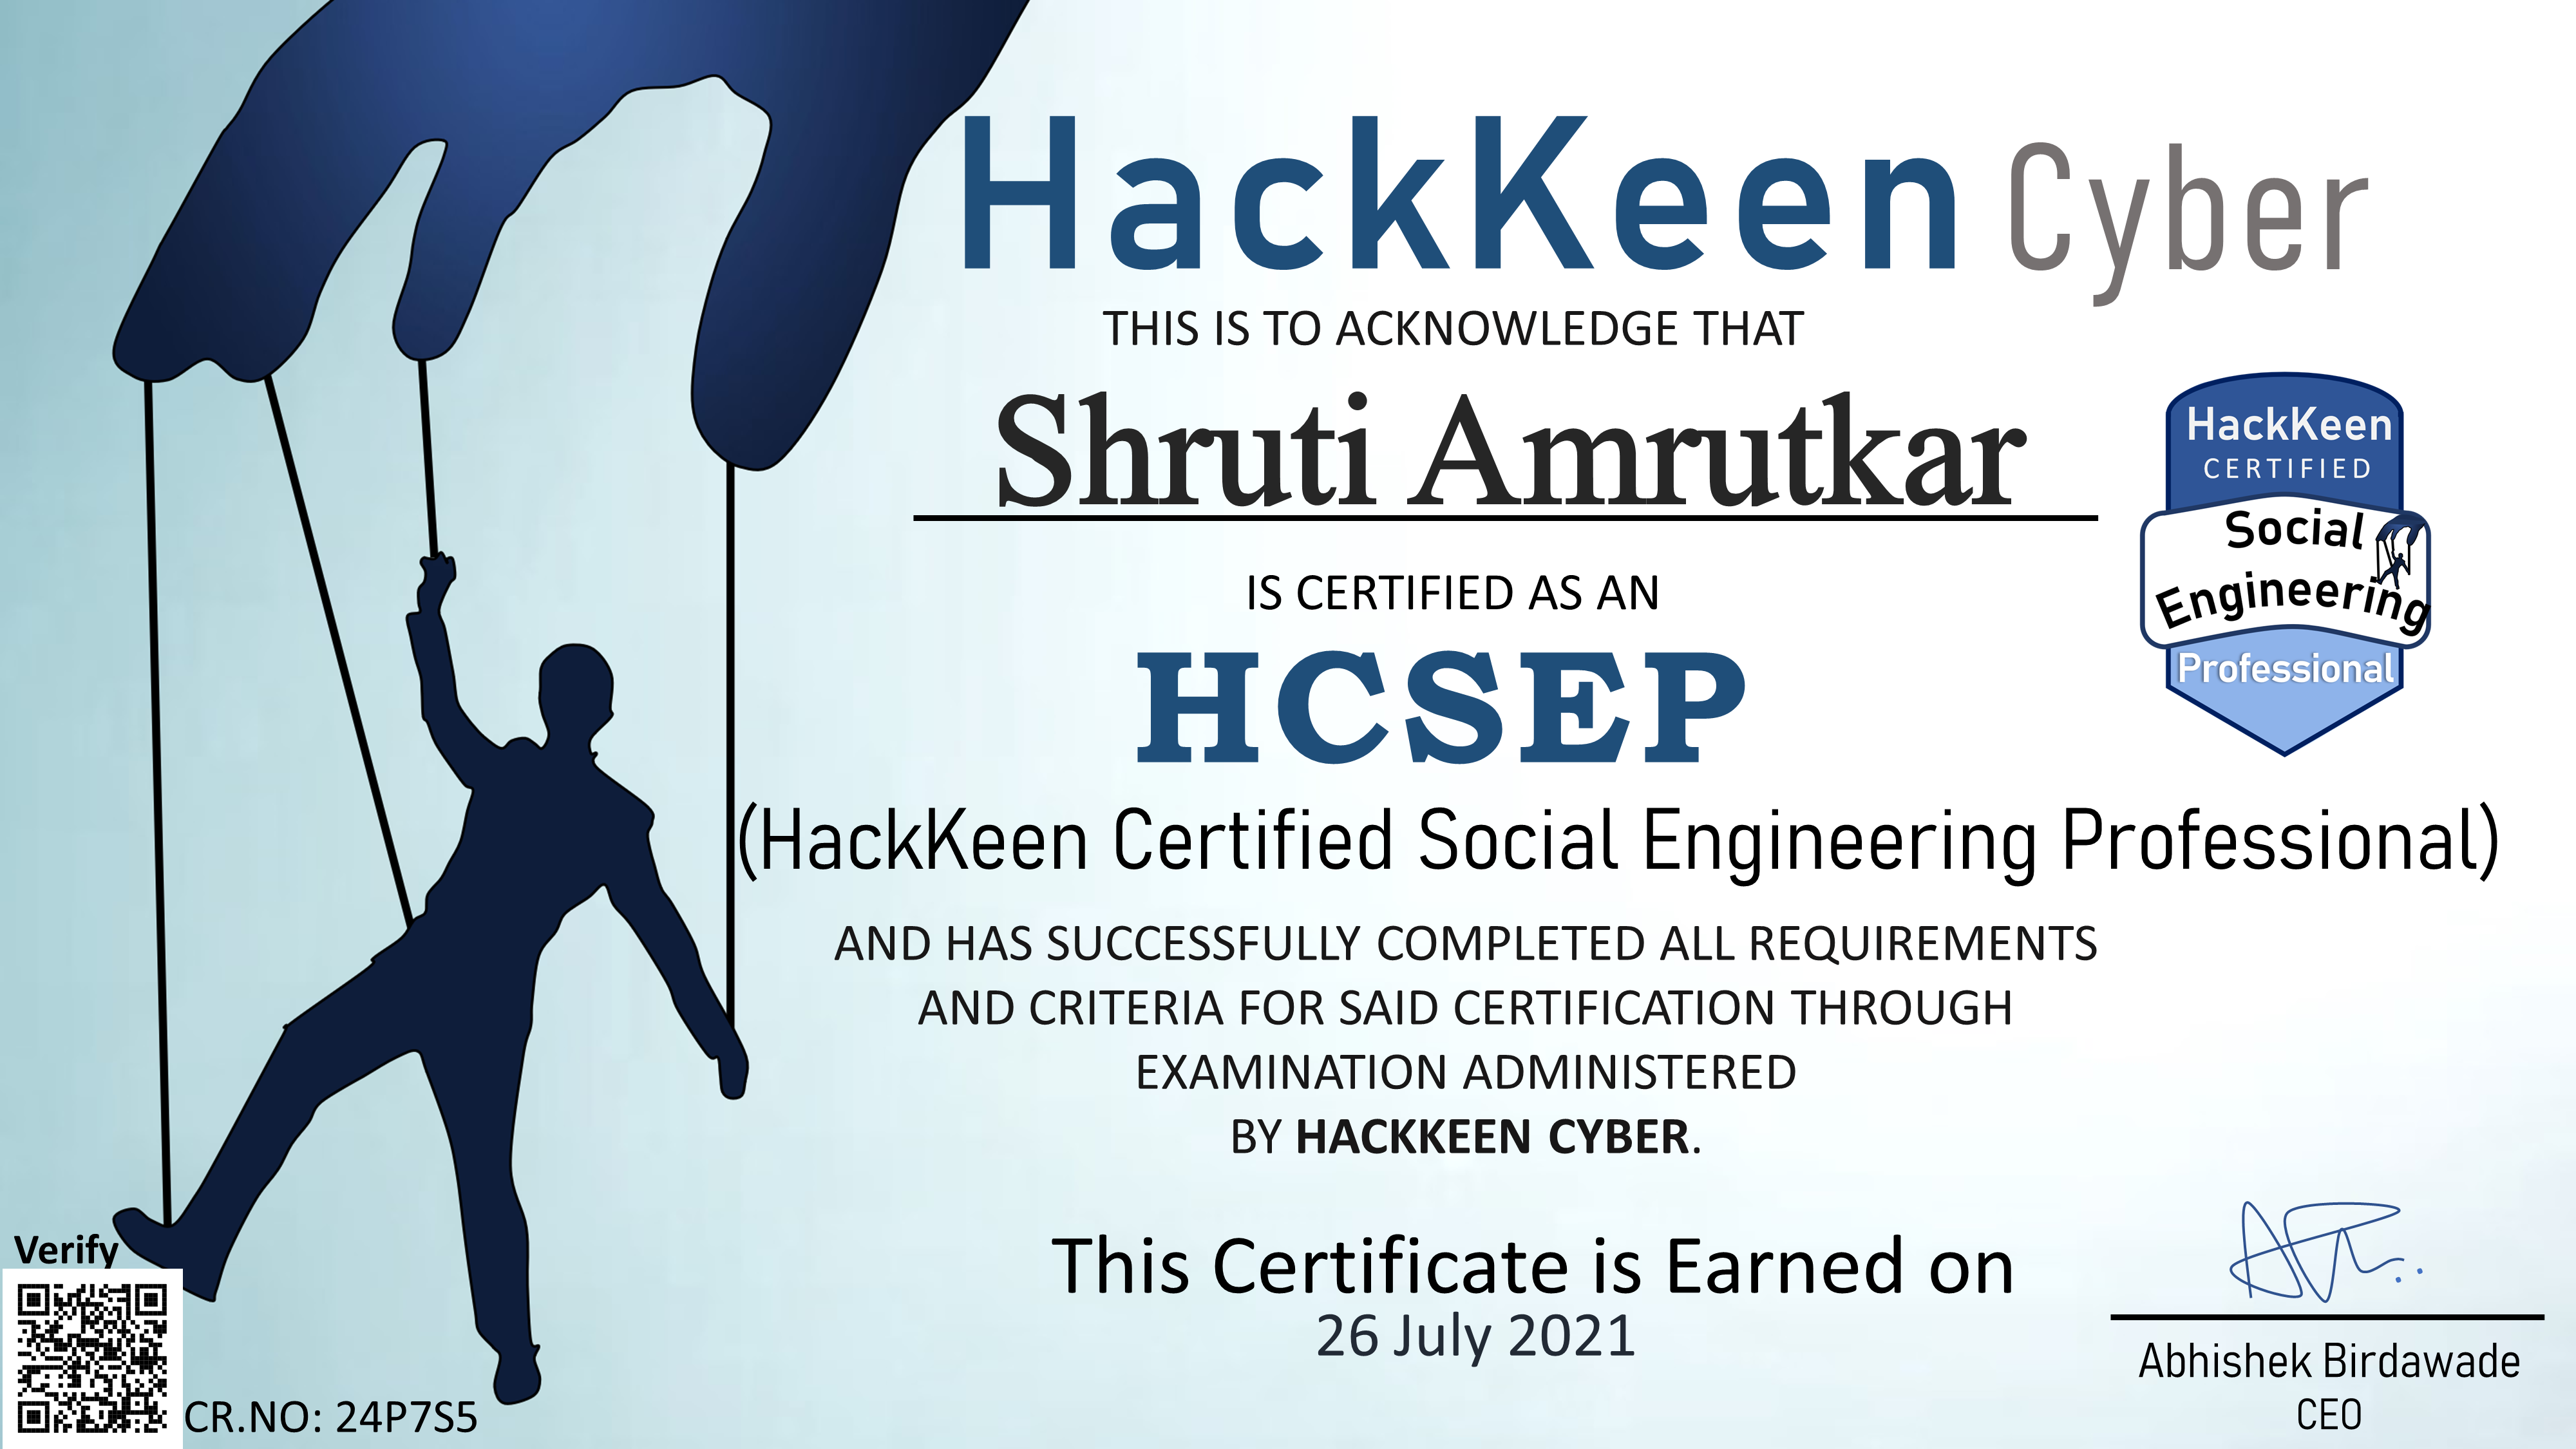 HackKeen Cyber
THIS IS TO ACKNOWLEDGE THAT
Shruti Amrutkar
HackKeen
CERTIFIED
Social
Engineering
Professional
IS CERTIFIED AS AN
HCSEP
(HackKeen Certified Social Engineering Professional)
AND HAS SUCCESSFULLY COMPLETED ALL REQUIREMENTS
AND CRITERIA FOR SAID CERTIFICATION THROUGH
EXAMINATION ADMINISTERED
BY HACKKEEN CYBER.
This Certificate is Earned on
26 July 2021
Abhishek Birdawade
CEO
Verify
CR.NO: 24P7S5